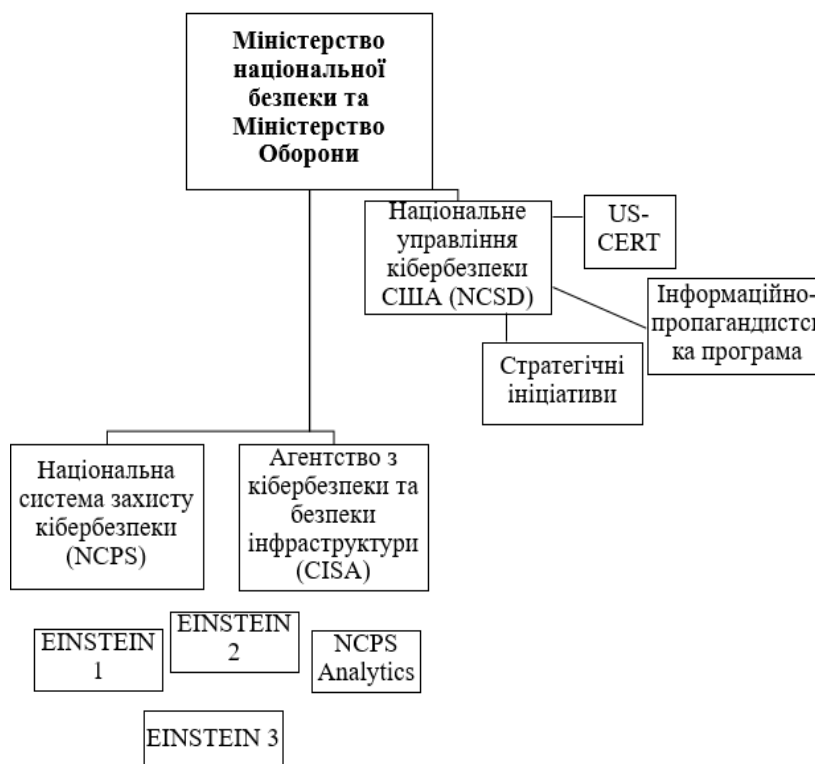 Міністерство
національної
безпеки та
Міністерство
Оборони
Національне
управління
кібербезпеки
США (NCSD)
US-
CERT
Інформаційно-
пропагандистсь
ка програма
Стратегічні
ініціативи
Національна
система захисту
кібербезпеки
(NCPS)
Агентство з
кібербезпеки та
безпеки
інфраструктури
(CISA)
EINSTEIN
1
EINSTEIN
2
NCPS
Analytics
EINSTEIN 3